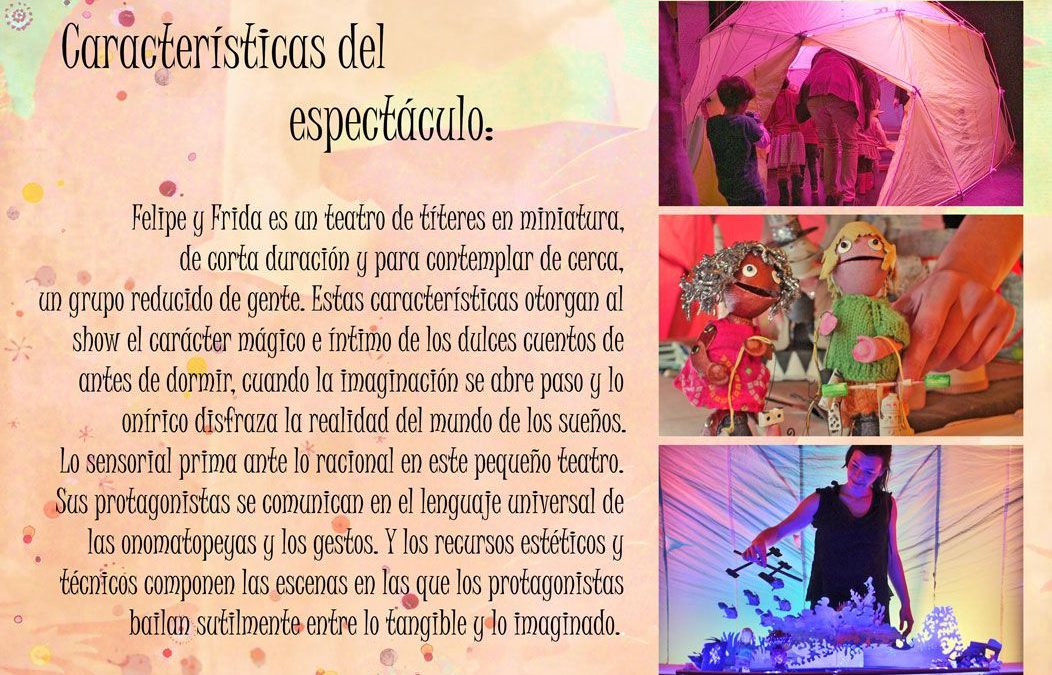 Características del
espectáculo:
Felipe y Frida es un teatro de títeres en miniatura,
de corta duración y para contemplar de cerca,
un grupo reducido de gente. Estas características otorgan al
show el carácter mágico e íntimo de los dulces cuentos de
antes de dormir, cuando la imaginación se abre paso y lo
onírico disfraza la realidad del mundo de los sueños.
Lo sensorial prima ante lo racional en este pequeño teatro.
Sus protagonistas se comunican en el lenguaje universal de
las onomatopeyas y los gestos. Y los recursos estéticos y
técnicos componen las escenas en las que los protagonistas
bailan sutilmente entre lo tangible y lo imaginado.